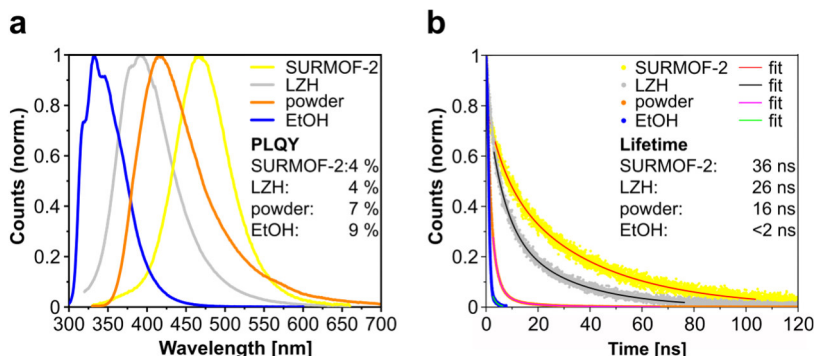 a
Counts (norm.)
1
0.8
0.6
0.4
0.2
0
300 350 400 450 500 550 600 700
Wavelength [nm]
SURMOF-2
LZH
powder
EtOH
PLQY
SURMOF-2:4 %
LZH: 4 %
powder: 7 %
EtOH: 9 %
b
Counts (norm.)
1
0.8
0.6
0.4
0.2
0
0 20 40 60 80 100 120
Time [ns]
SURMOF-2 fit
LZH fit
powder fit
EtOH fit
Lifetime
SURMOF-2: 36 ns
LZH: 26 ns
powder: 16 ns
EtOH: <2 ns